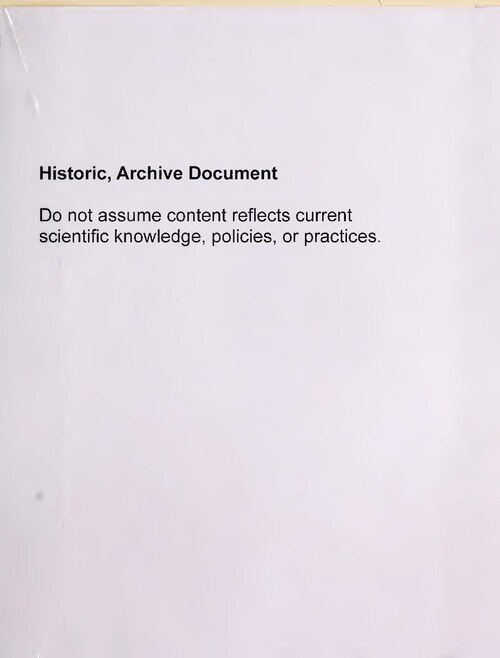 Historic, Archive Document
Do not assume content reflects current
scientific knowledge, policies, or practices.